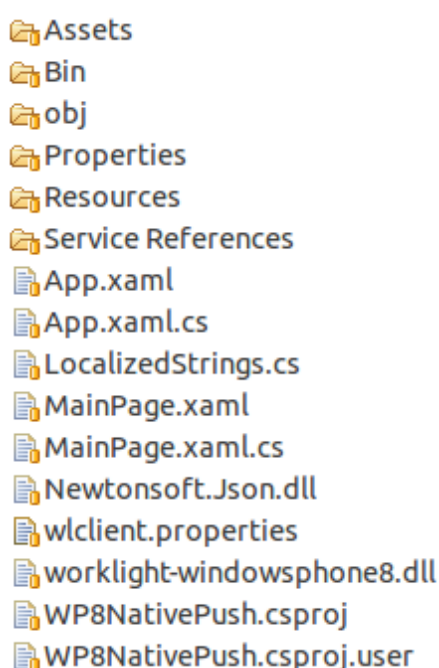 Assets
Bin
obj
Properties
Resources
Service References
App.xaml
App.xaml.cs
LocalizedStrings.cs
MainPage.xaml
MainPage.xaml.cs
Newtonsoft.Json.dll
wlclient.properties
worklight-windowsphone8.dll
WP8NativePush.csproj
WP8NativePush.csproj.user